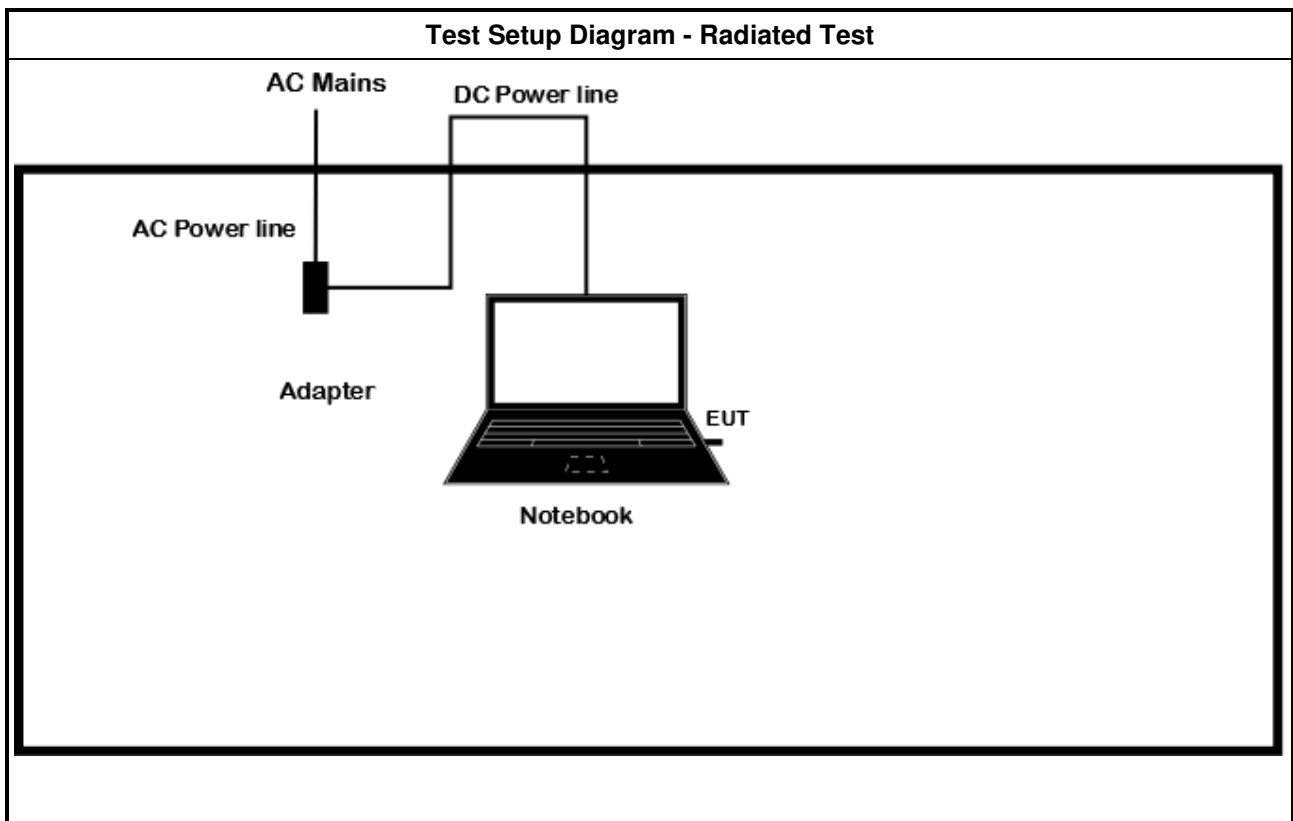 Test Setup Diagram - Radiated Test
AC Mains
DC Power line
AC Power line
Adapter
EUT
Notebook